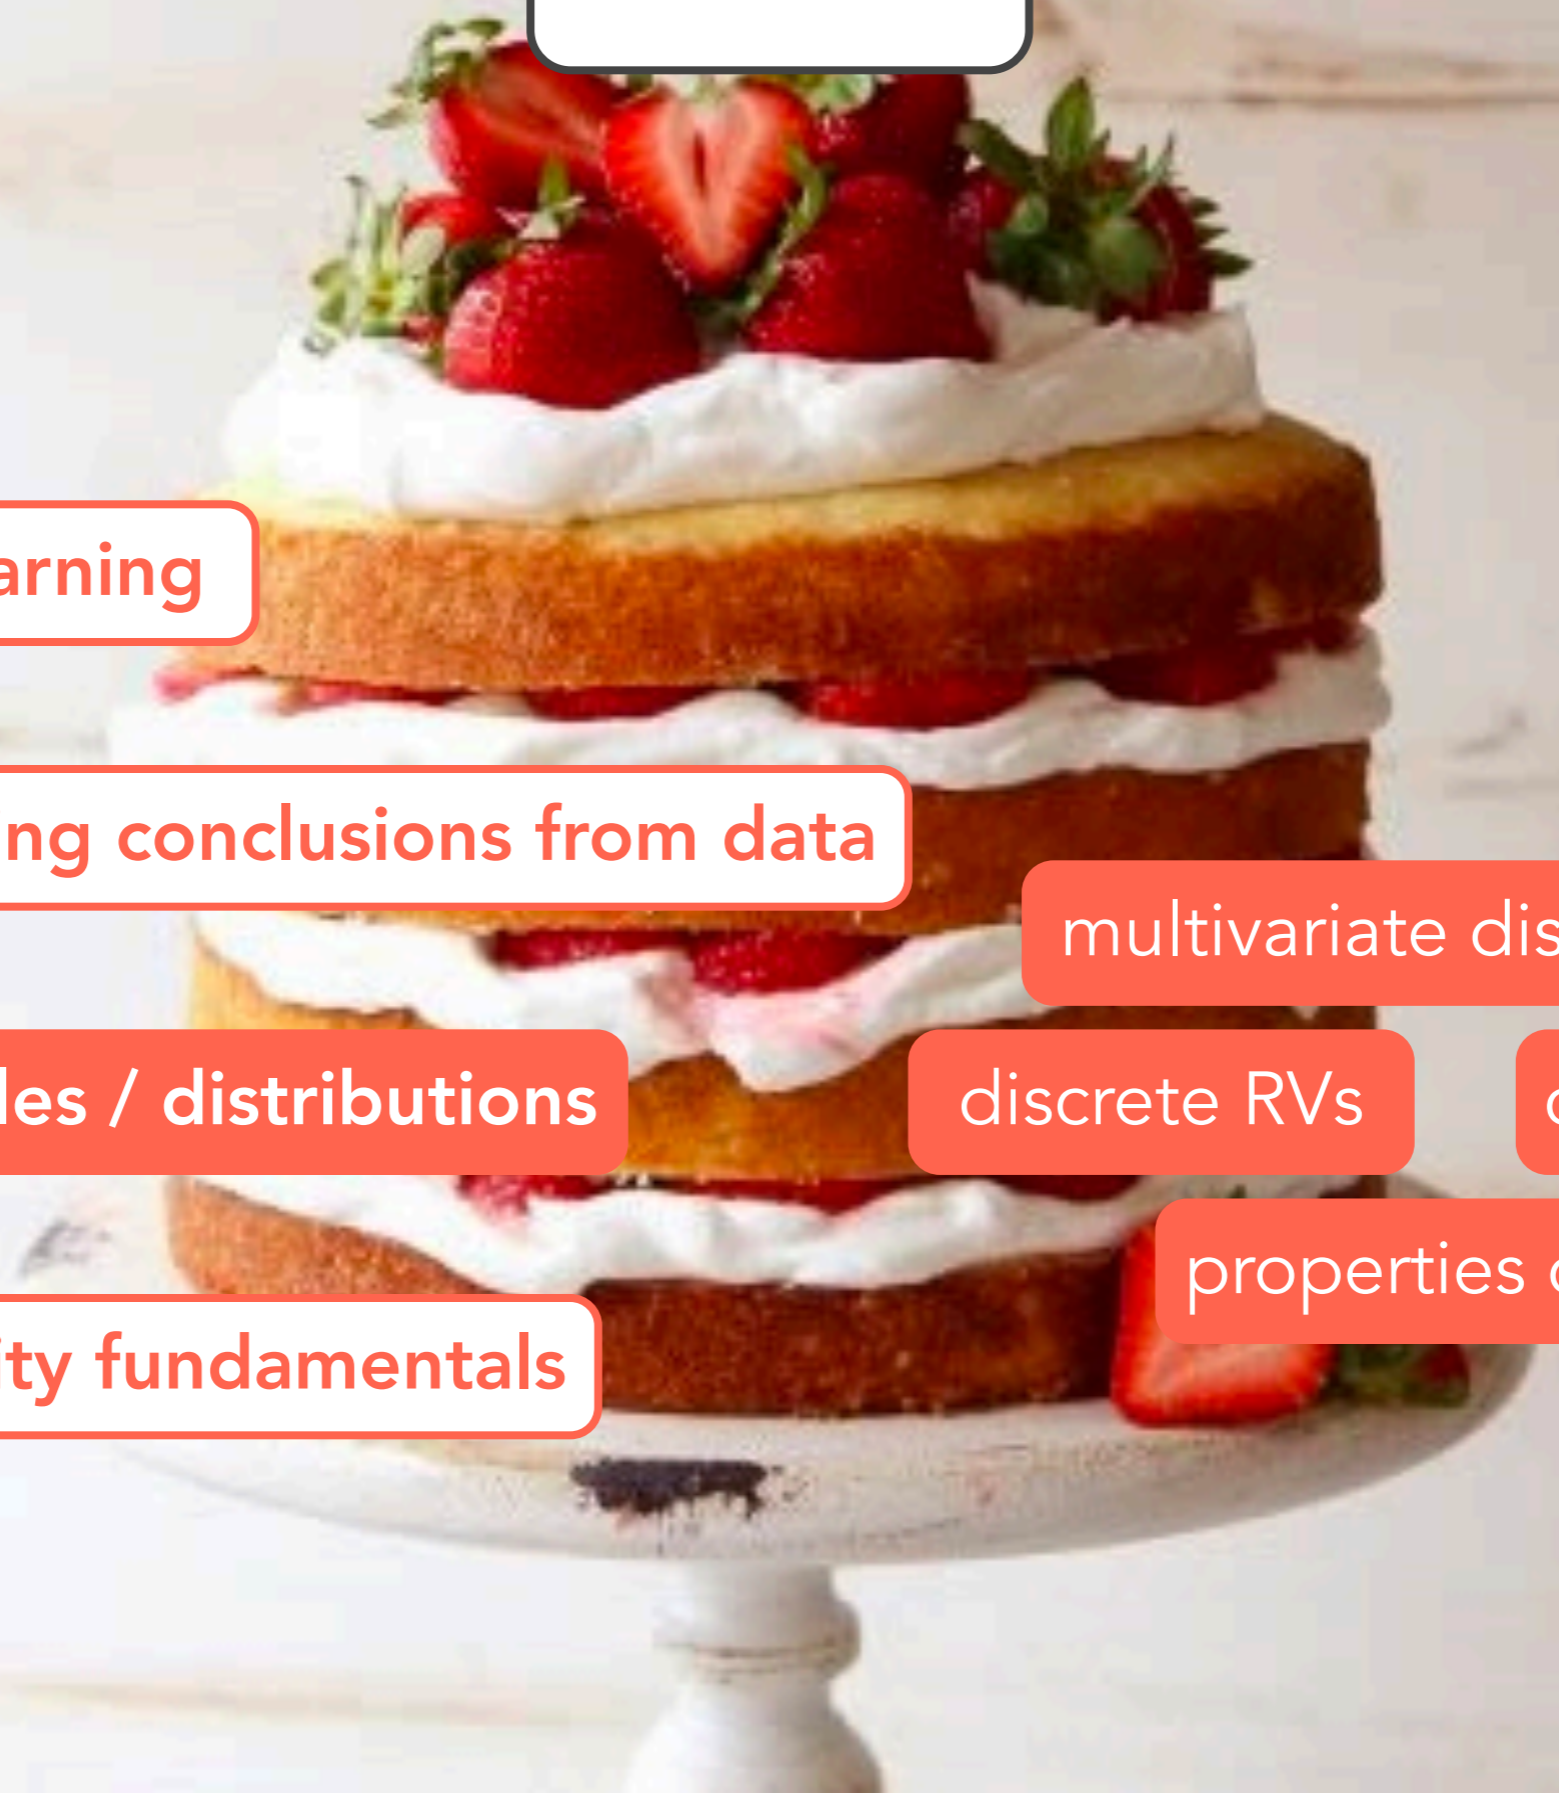 arning
ng conclusions from data
multivariate dis
les / distributions
discrete RVs
properties
ity fundamentals